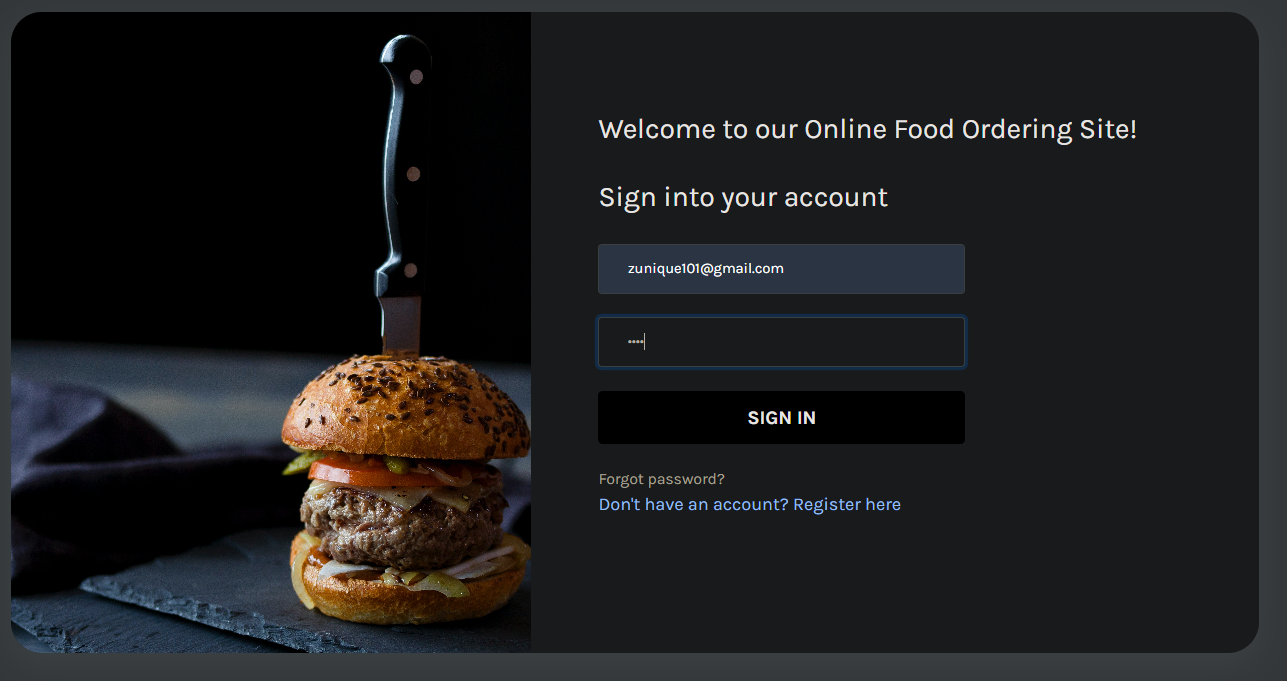 Welcome to our Online Food Ordering Site!
Sign into your account
zunique101@gmail.com
••••
SIGN IN
Forgot password?
Don't have an account? Register here